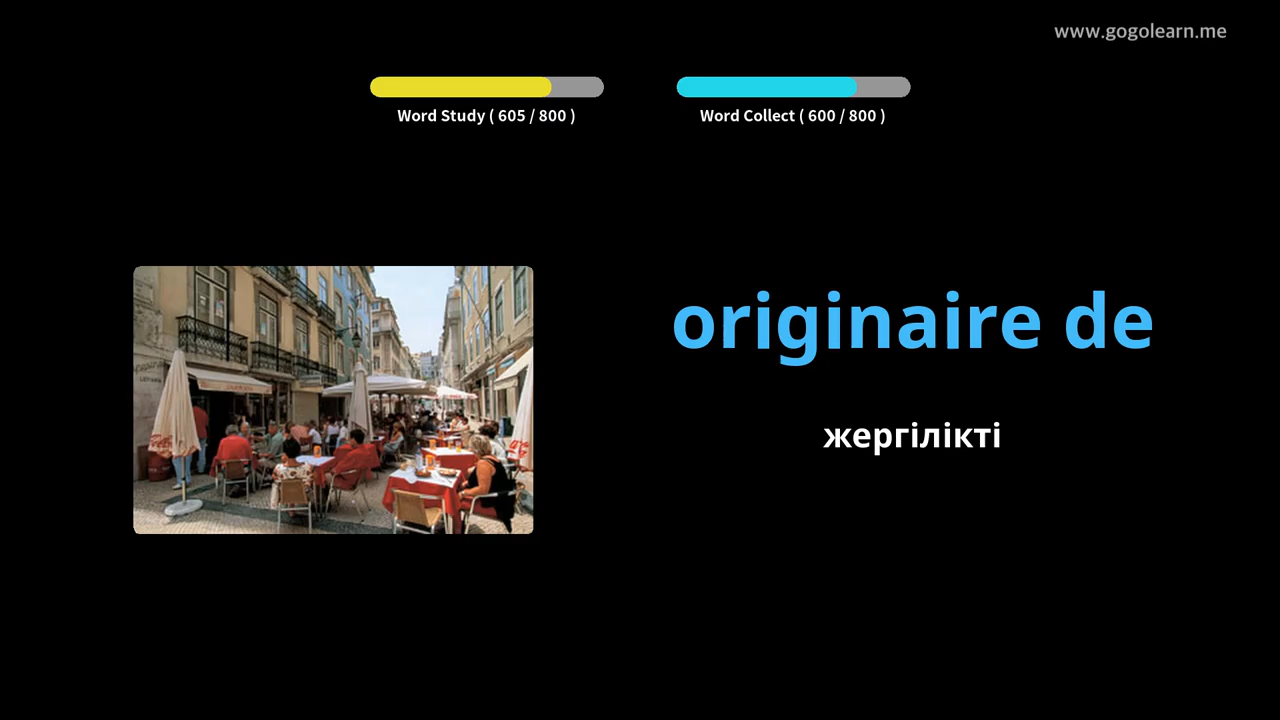 www.gogolearn.me
Word Study ( 605 / 800 )
Word Collect ( 600 / 800 )
originaire de
жергілікті